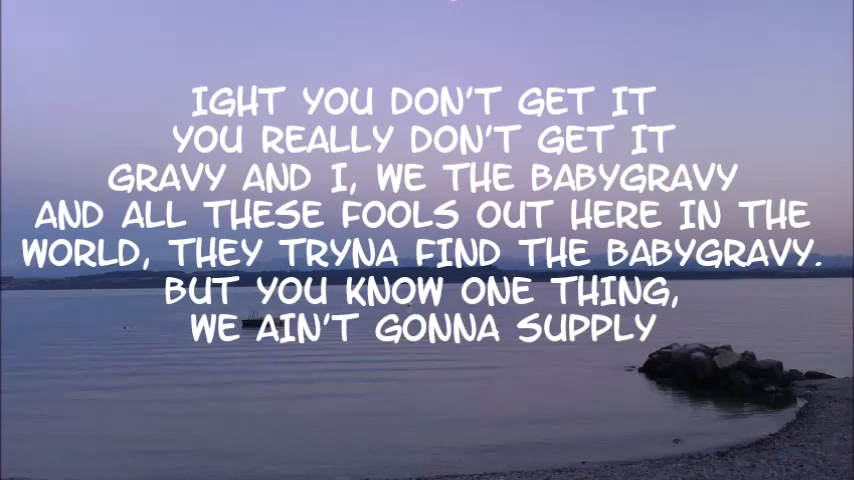 IGHT YOU DON'T GET IT
YOU REALLY DON'T GET IT
GRAVY AND I, WE THE BABYGRAVY
AND ALL THESE FOOLS OUT HERE IN THE
WORLD, THEY TRYNA FIND THE BABYGRAVY.
BUT YOU KNOW ONE THING,
WE AIN'T GONNA SUPPLY